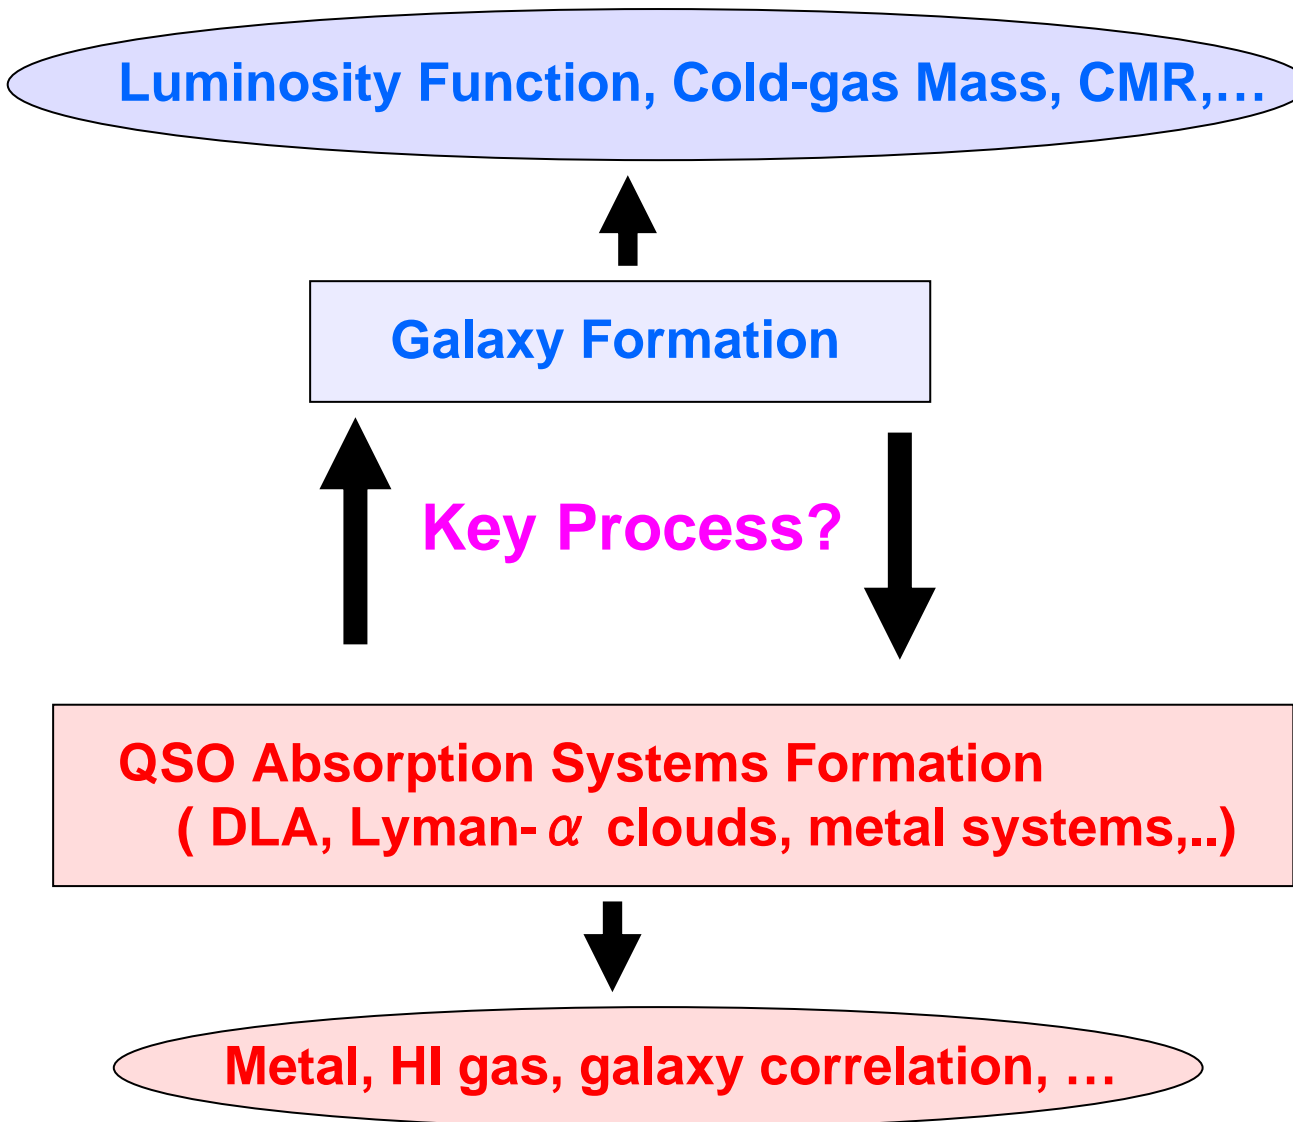 Luminosity Function, Cold-gas Mass, CMR,...
Galaxy Formation
Key Process?
QSO Absorption Systems Formation
( DLA, Lyman- α clouds, metal systems,..)
Metal, HI gas, galaxy correlation, ...